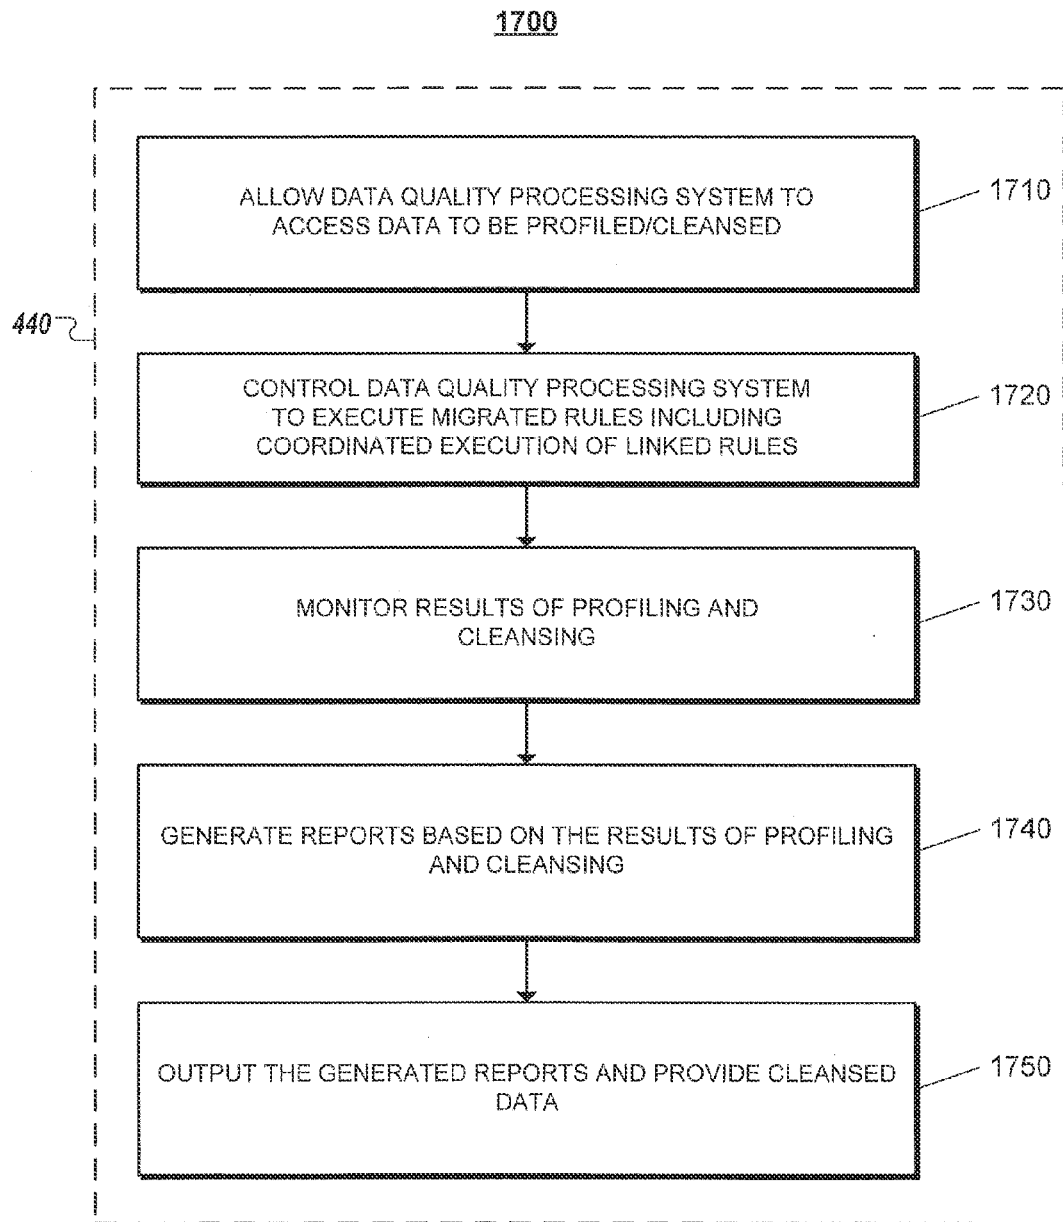 1700
ALLOW DATA QUALITY PROCESSING SYSTEM TO
ACCESS DATA TO BE PROFILED/CLEANSED
1710
440
CONTROL DATA QUALITY PROCESSING SYSTEM
TO EXECUTE MIGRATED RULES INCLUDING
COORDINATED EXECUTION OF LINKED RULES
1720
MONITOR RESULTS OF PROFILING AND
CLEANSING
1730
GENERATE REPORTS BASED ON THE RESULTS OF PROFILING
AND CLEANSING
1740
OUTPUT THE GENERATED REPORTS AND PROVIDE CLEANSED
DATA
1750